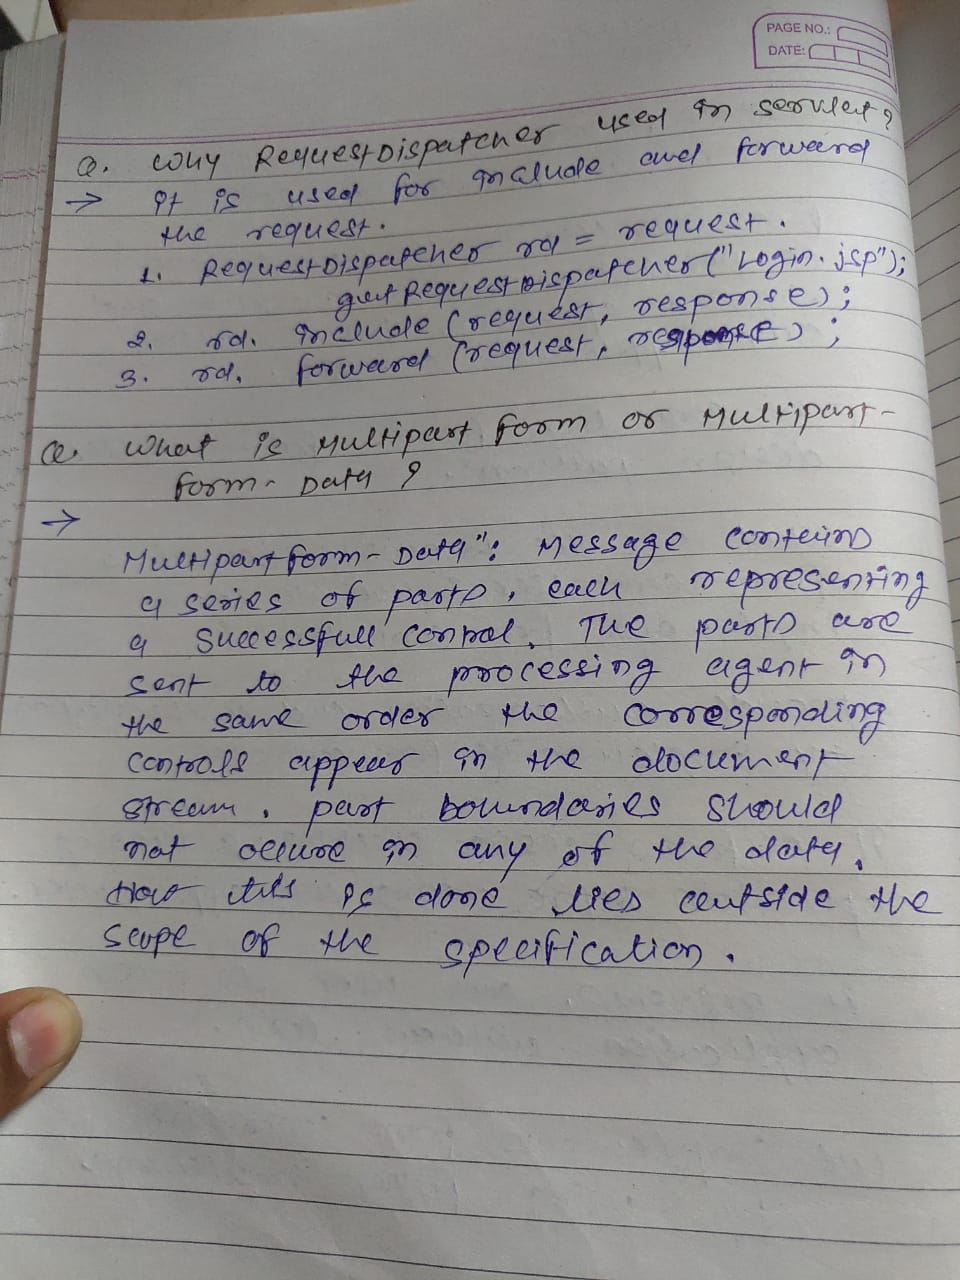 PAGE NO.:
DATE:
Q. Why RequestDispatcher used in servlet?
→ It is used for include and forward
the request.
1. RequestDispatcher rd = request.
getRequestDispatcher("Login.jsp");
2. rd. include (request, response);
3. rd. forward (request, response);
Q. What is Multipart form or Multipart-
form-Data ?
→
Multipart form-Data": Message contains
a series of parts, each representing
a successfull control. The parts are
sent to the processing agent in
the same order the corresponding
controls appear in the document
stream. part boundaries should
not occure in any of the data.
How this is done lies outside the
scope of the specification.